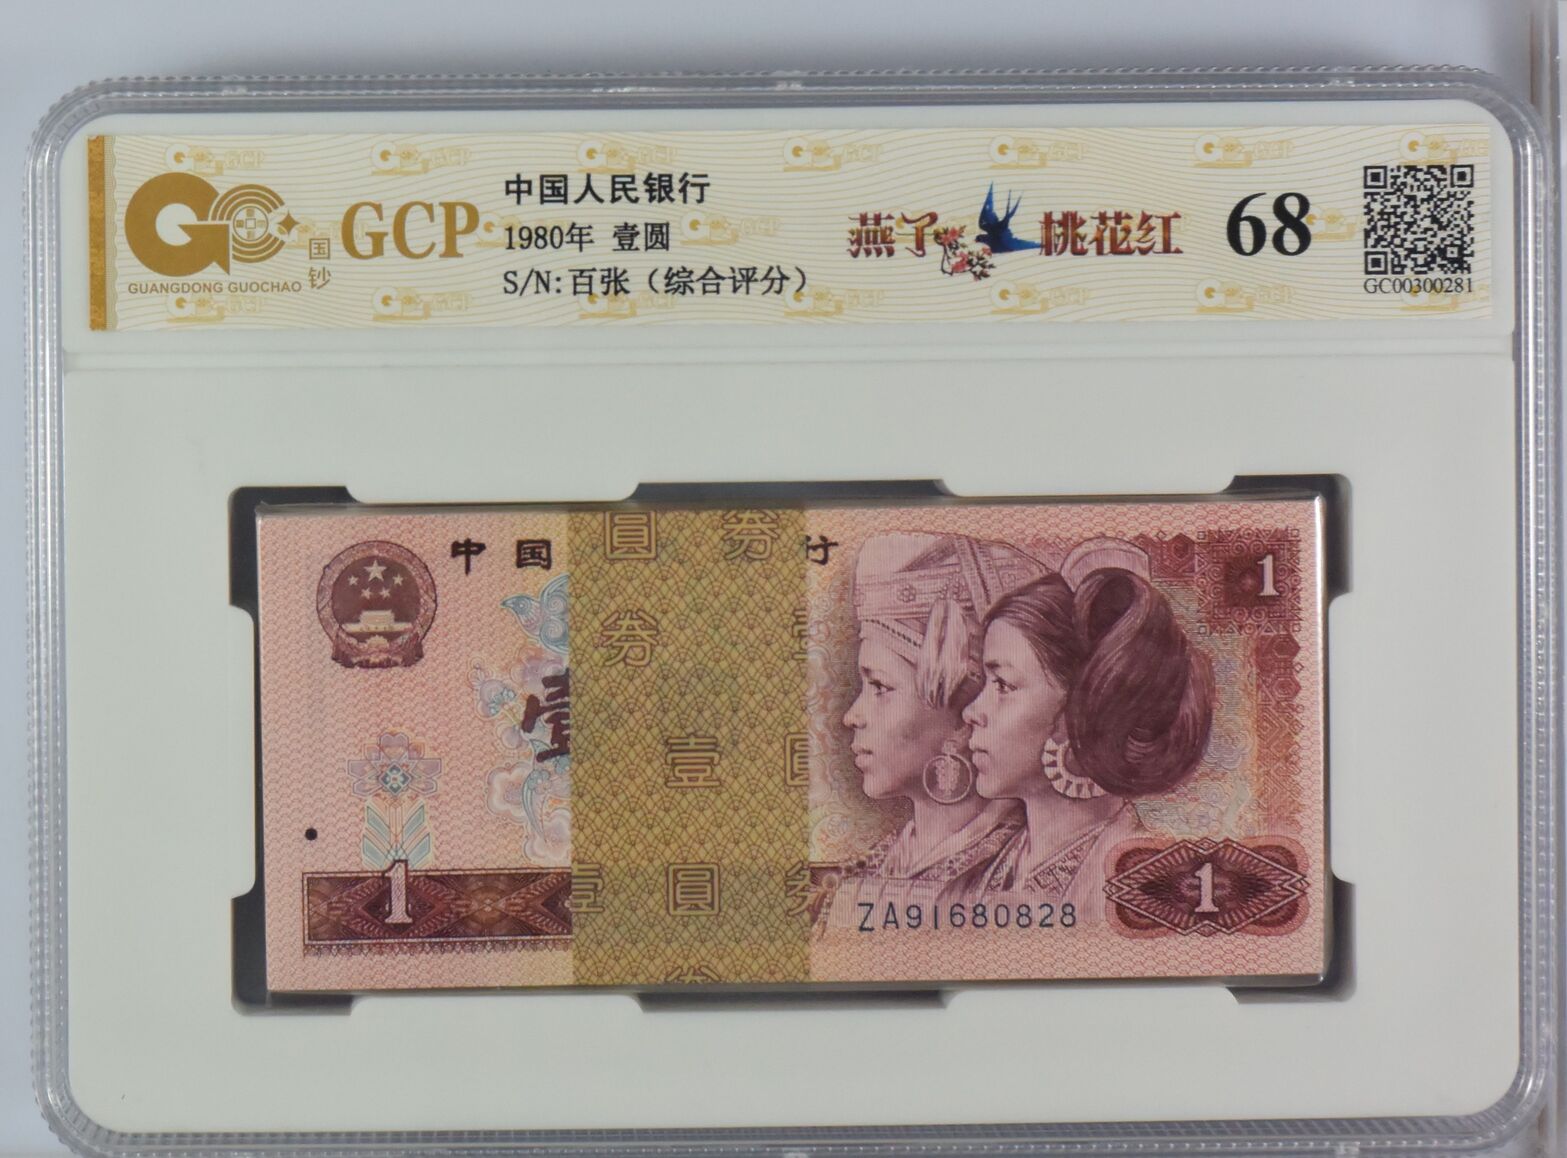 GCP
国
钞
GUANGDONG GUOCHAO
中国人民银行
1980年 壹圆
S/N: 百张（综合评分）
燕子 桃花红
68
GC00300281
中国
行
圆 券
券
壹 圆
壹 圆 券
券
壹
1
1
1
ZA91680828